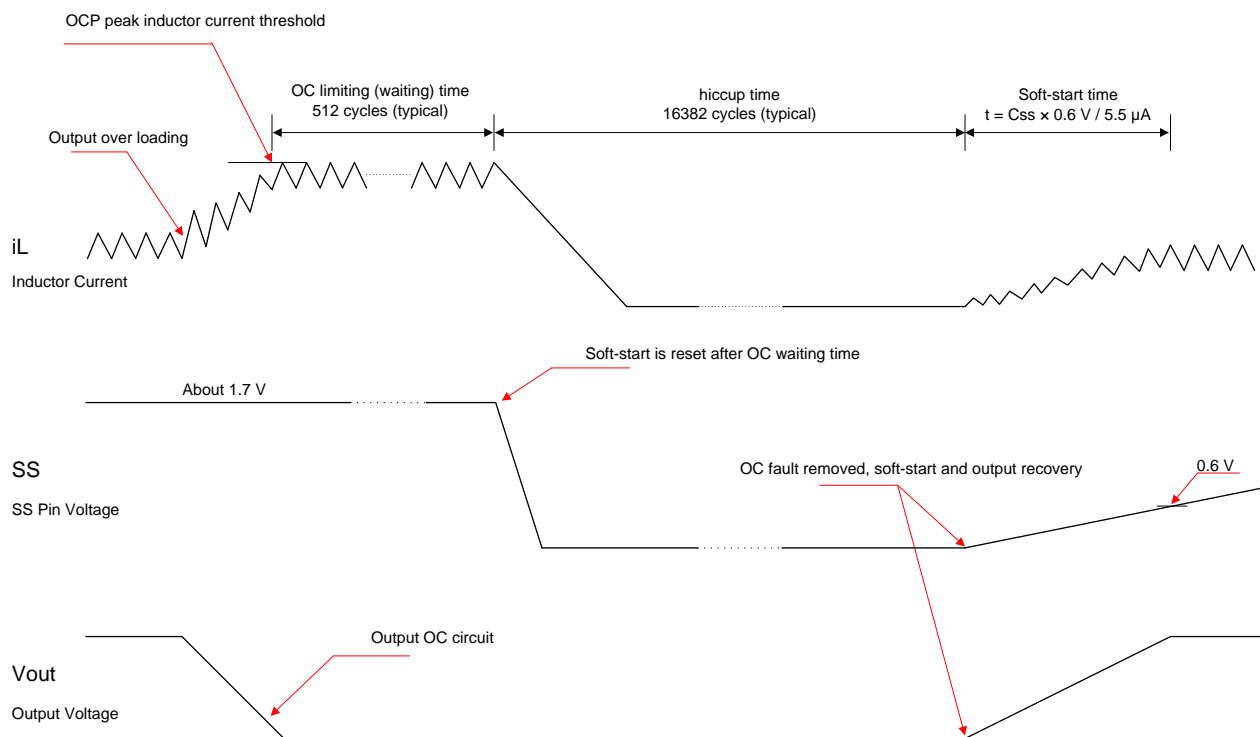 OCP peak inductor current threshold
OC limiting (waiting) time
512 cycles (typical)
hiccup time
16382 cycles (typical)
Soft-start time
t = Css × 0.6 V / 5.5 µA
Output over loading
iL
Inductor Current
Soft-start is reset after OC waiting time
About 1.7 V
SS
SS Pin Voltage
OC fault removed, soft-start and output recovery
0.6 V
Output OC circuit
Vout
Output Voltage